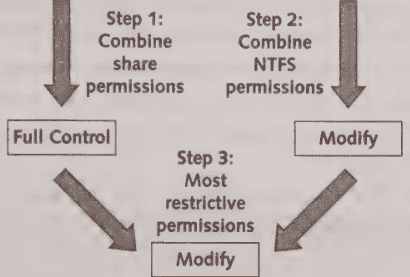 Step 1:
Combine
share
permissions
Step 2:
Combine
NTFS
permissions
Full Control
Modify
Step 3:
Most
restrictive
permissions
Modify